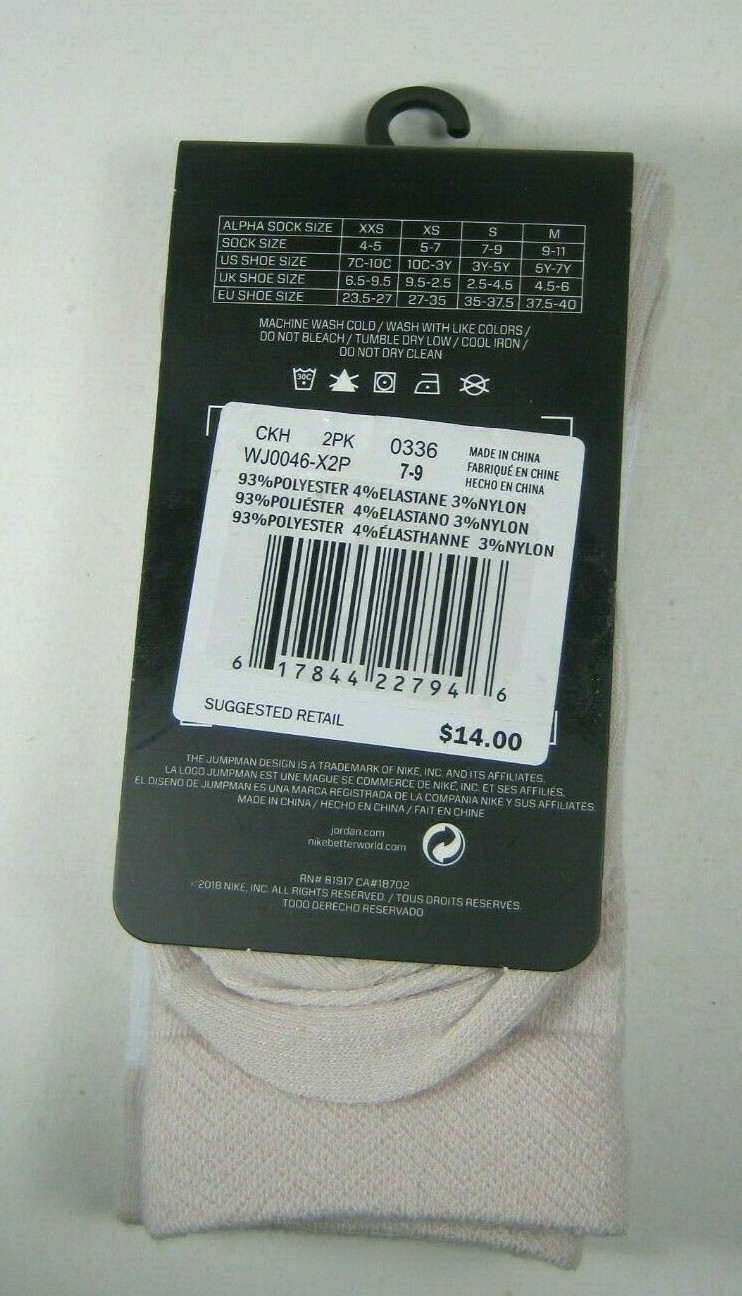 ALPHA SOCK SIZE XXS XS S M
SOCK SIZE 4-5 5-7 7-9 9-11
US SHOE SIZE 7C-10C 10C-3Y 3Y-5Y 5Y-7Y
UK SHOE SIZE 6.5-9.5 9.5-2.5 2.5-4.5 4.5-6
EU SHOE SIZE 23.5-27 27-35 35-37.5 37.5-40
MACHINE WASH COLD / WASH WITH LIKE COLORS /
DO NOT BLEACH / TUMBLE DRY LOW / COOL IRON /
DO NOT DRY CLEAN
30C
CKH 2PK 0336
WJ0046-X2P 7-9
MADE IN CHINA
FABRIQUÉ EN CHINE
HECHO EN CHINA
93%POLYESTER 4%ELASTANE 3%NYLON
93%POLIÉSTER 4%ELASTANO 3%NYLON
93%POLYESTER 4%ÉLASTHANNE 3%NYLON
6 17844 22794 6
SUGGESTED RETAIL $14.00
THE JUMPMAN DESIGN IS A TRADEMARK OF NIKE, INC. AND ITS AFFILIATES.
LA LOGO JUMPMAN EST UNE MAGUE SE COMMERCE DE NIKE, INC. ET SES AFFILIÉS.
EL DISENO DE JUMPMAN ES UNA MARCA REGISTRADA DE LA COMPANIA NIKE Y SUS AFFILIATES.
MADE IN CHINA / HECHO EN CHINA / FAIT EN CHINE
jordan.com
nikebetterworld.com
RN# 81917 CA#18702
©2018 NIKE, INC. ALL RIGHTS RESERVED. / TOUS DROITS RÉSERVÉS.
TODO DERECHO RESERVADO